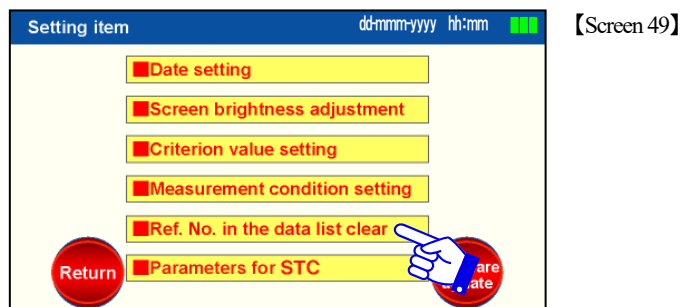 Setting item dd-mmm-yyyy hh:mm 【Screen 49】
■Date setting
■Screen brightness adjustment
■Criterion value setting
■Measurement condition setting
■Ref. No. in the data list clear
Return ■Parameters for STC